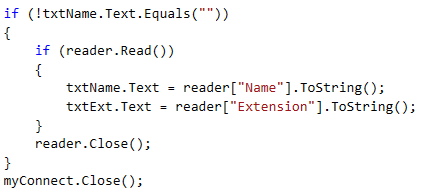 if (!txtName.Text.Equals(""))
{
    if (reader.Read())
    {
        txtName.Text = reader["Name"].ToString();
        txtExt.Text = reader["Extension"].ToString();
    }
    reader.Close();
}
myConnect.Close();